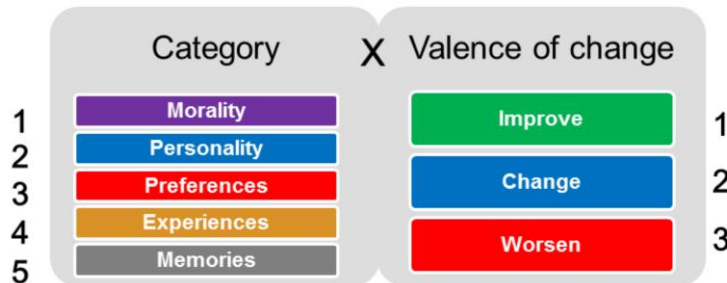 Category X Valence of change
1 Morality
2 Personality
3 Preferences
4 Experiences
5 Memories
Improve 1
Change 2
Worsen 3